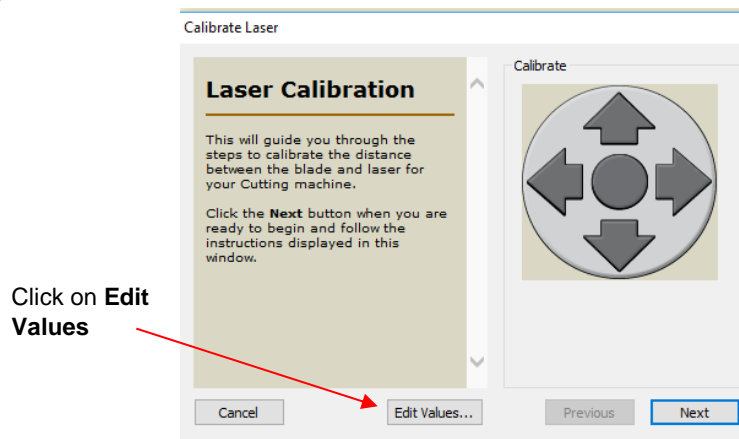 Calibrate Laser
Laser Calibration
This will guide you through the
steps to calibrate the distance
between the blade and laser for
your Cutting machine.
Click the Next button when you are
ready to begin and follow the
instructions displayed in this
window.
Calibrate
Click on Edit
Values
Cancel
Edit Values...
Previous
Next